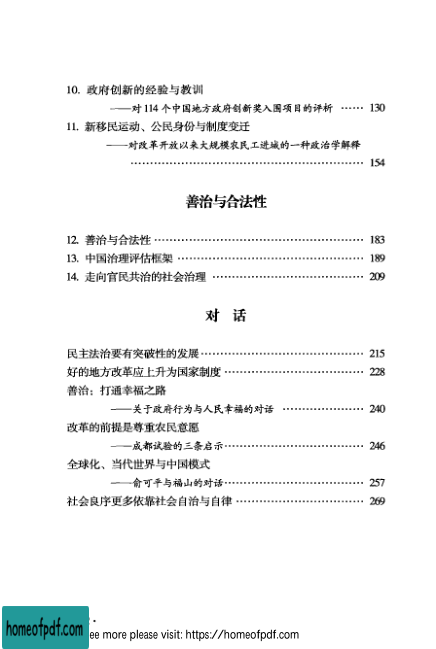 10. 政府创新的经验与教训
——对 114 个中国地方政府创新奖入围项目的评析 …… 130
11. 新移民运动、公民身份与制度变迁
——对改革开放以来大规模农民工进城的一种政治学解释
…………………………………………… 154
善治与合法性
12. 善治与合法性 ………………………………………… 183
13. 中国治理评估框架 …………………………………… 189
14. 走向官民共治的社会治理 …………………………… 209
对 话
民主法治要有突破性的发展 ……………………………… 215
好的地方改革应上升为国家制度 ………………………… 228
善治：打通幸福之路
——关于政府行为与人民幸福的对话 ……………… 240
改革的前提是尊重农民意愿
——成都试验的三条启示 …………………………… 246
全球化、当代世界与中国模式
——俞可平与福山的对话 …………………………… 257
社会良序更多依靠社会自治与自律 ……………………… 269
homeofpdf.com
ee more please visit: https://homeofpdf.com